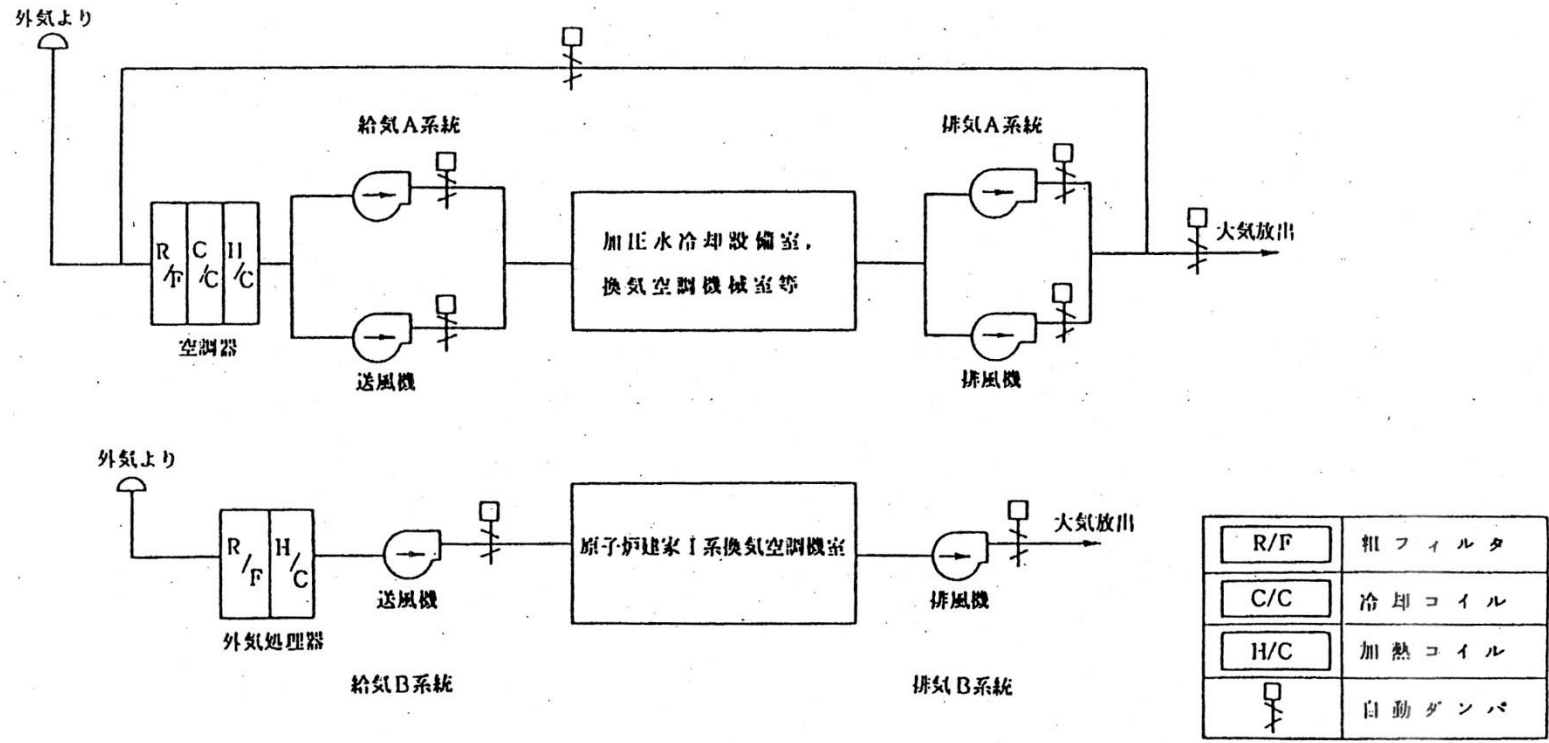 外気より
給気A系統
排気A系統
R/F
C/C
H/C
加圧水冷却設備室,
換気空調機械室等
大気放出
空調器
送風機
排風機
外気より
R/F
H/C
原子炉建家I系換気空調機室
大気放出
送風機
排風機
外気処理器
給気B系統
排気B系統
R/F 粗フィルタ
C/C 冷却コイル
H/C 加熱コイル
自動ダンパ